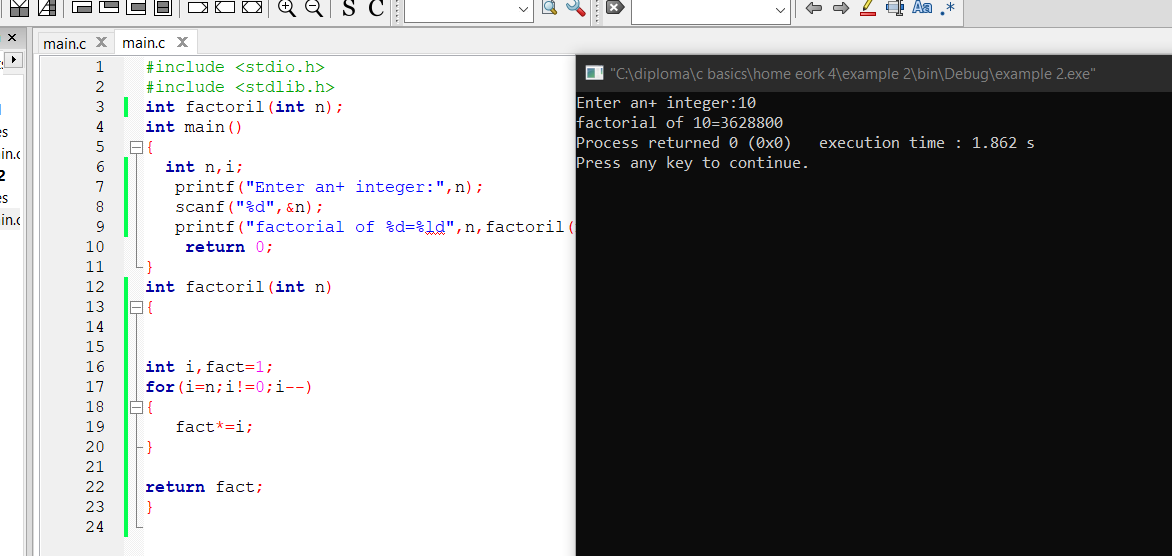 S C
Aa .*
main.c main.c
1 #include <stdio.h>
2 #include <stdlib.h>
3 int factoril(int n);
4 int main()
5 {
6 int n,i;
7 printf("Enter an+ integer:",n);
8 scanf("%d",&n);
9 printf("factorial of %d=%ld",n,factoril(
10 return 0;
11 }
12 int factoril(int n)
13 {
14
15
16 int i,fact=1;
17 for(i=n;i!=0;i--)
18 {
19 fact*=i;
20 }
21
22 return fact;
23 }
24
es
in.c
2
es
in.c
"C:\diploma\c basics\home eork 4\example 2\bin\Debug\example 2.exe"
Enter an+ integer:10
factorial of 10=3628800
Process returned 0 (0x0) execution time : 1.862 s
Press any key to continue.